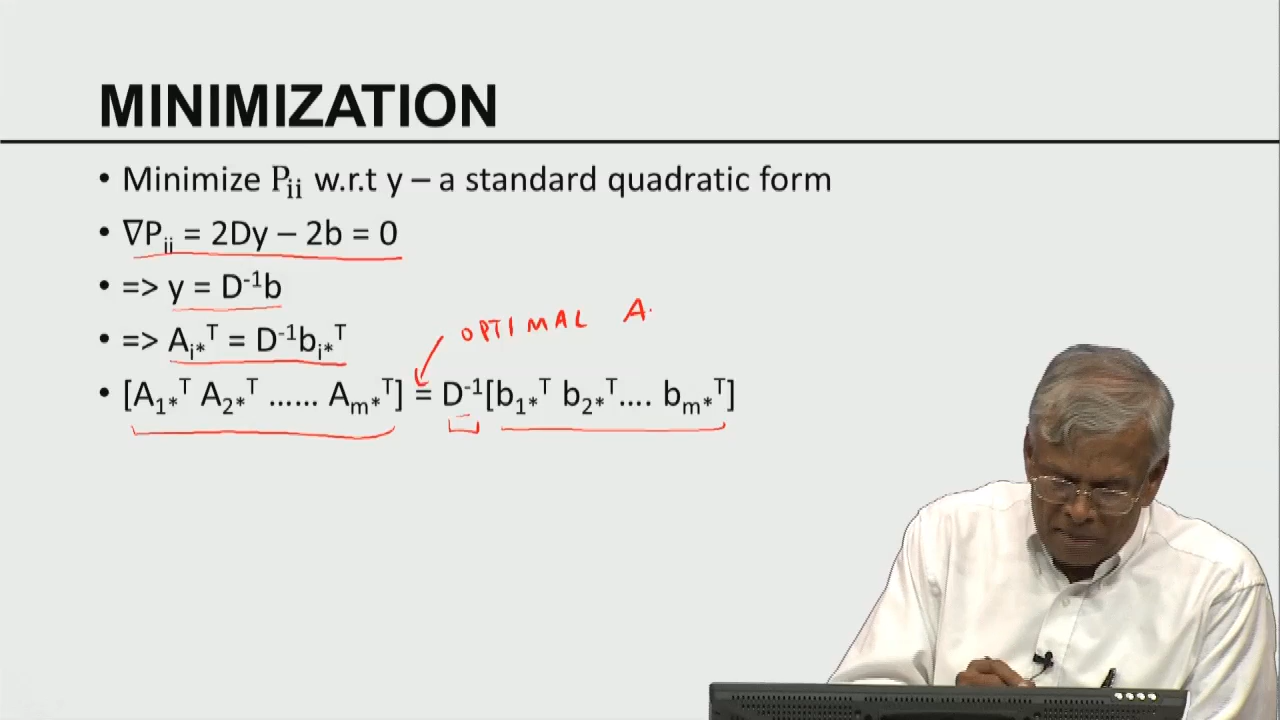 MINIMIZATION
• Minimize Pᵢᵢ w.r.t y – a standard quadratic form
• ∇Pᵢᵢ = 2Dy – 2b = 0
• => y = D⁻¹b
• => Aᵢ*ᵀ = D⁻¹bᵢ*ᵀ
OPTIMAL A.
• [A₁*ᵀ A₂*ᵀ ...... Aₘ*ᵀ] = D⁻¹[b₁*ᵀ b₂*ᵀ.... bₘ*ᵀ]